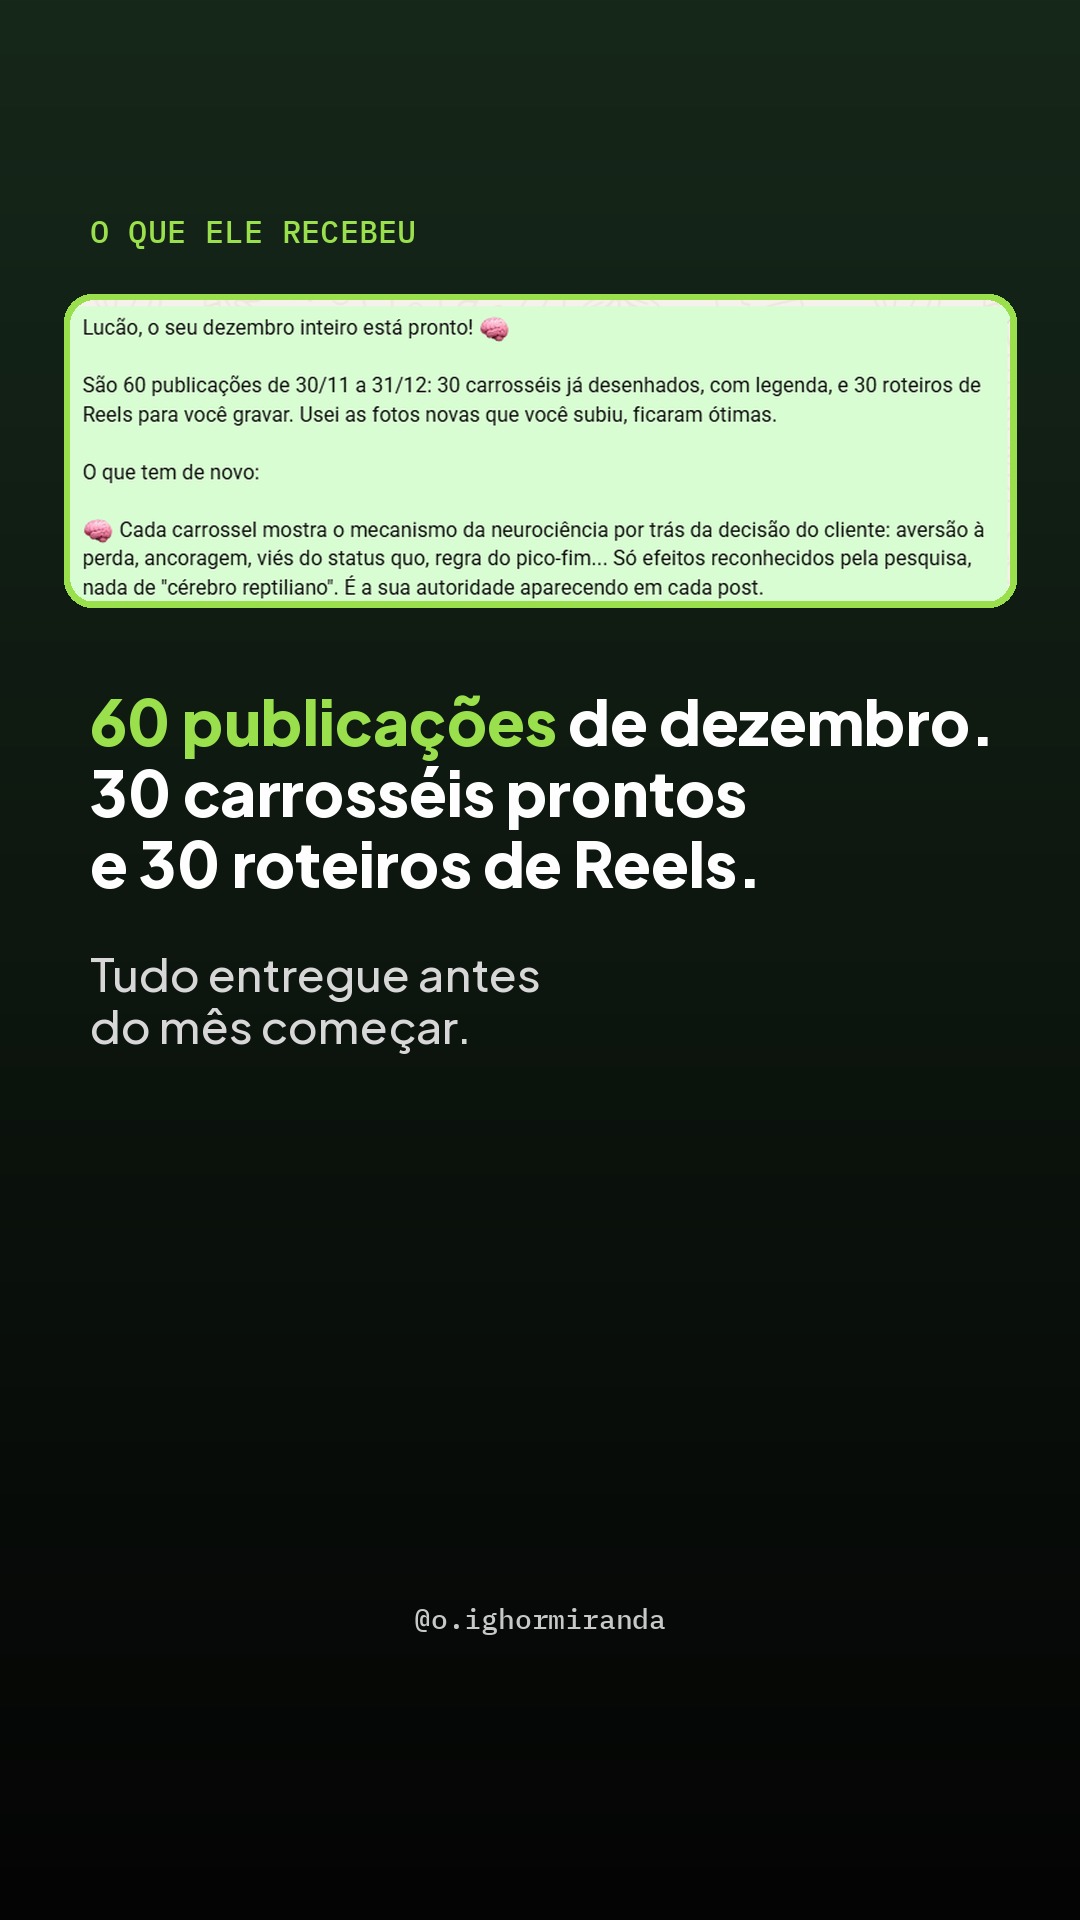 O QUE ELE RECEBEU
Lucão, o seu dezembro inteiro está pronto! 🧠
São 60 publicações de 30/11 a 31/12: 30 carrosséis já desenhados, com legenda, e 30 roteiros de
Reels para você gravar. Usei as fotos novas que você subiu, ficaram ótimas.
O que tem de novo:
🧠 Cada carrossel mostra o mecanismo da neurociência por trás da decisão do cliente: aversão à
perda, ancoragem, viés do status quo, regra do pico-fim... Só efeitos reconhecidos pela pesquisa,
nada de "cérebro reptiliano". É a sua autoridade aparecendo em cada post.
60 publicações de dezembro.
30 carrosséis prontos
e 30 roteiros de Reels.
Tudo entregue antes
do mês começar.
@o.ighormiranda